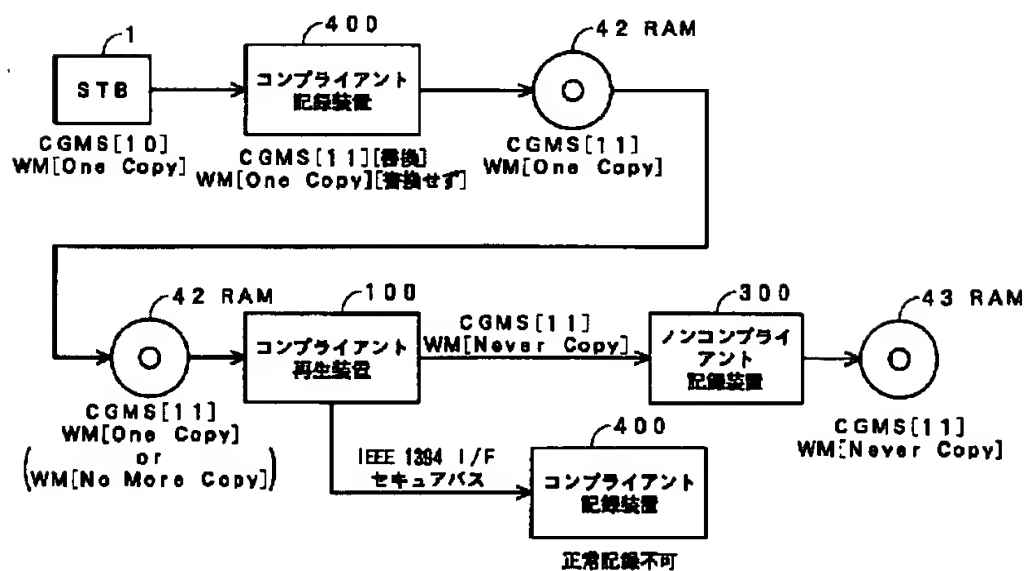 1
400
42 RAM
STB
コンプライアント
記録装置
CGMS[10]
WM[One Copy]
CGMS[11][書換]
WM[One Copy][書換せず]
CGMS[11]
WM[One Copy]
42 RAM
100
300
43 RAM
コンプライアント
再生装置
CGMS[11]
WM[Never Copy]
ノンコンプライ
アント
記録装置
CGMS[11]
WM[One Copy]
or
(WM[No More Copy])
IEEE 1394 I/F
セキュアバス
400
コンプライアント
記録装置
正常記録不可
CGMS[11]
WM[Never Copy]